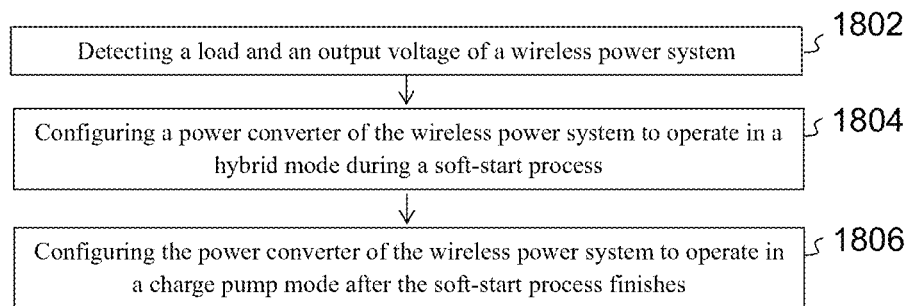 1802
Detecting a load and an output voltage of a wireless power system
1804
Configuring a power converter of the wireless power system to operate in a
hybrid mode during a soft-start process
1806
Configuring the power converter of the wireless power system to operate in
a charge pump mode after the soft-start process finishes